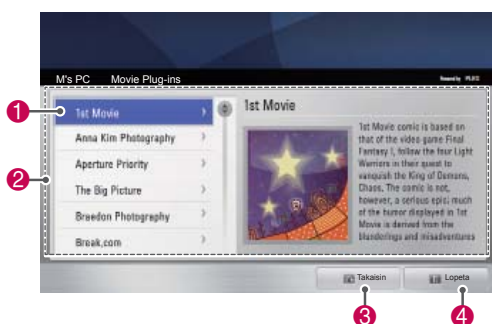 M's PC Movie Plug-ins
1st Movie
Anna Kim Photography
Aperture Priority
The Big Picture
Braedon Photography
Break.com
1st Movie
1st Movie comic is based on
that of the video game Final
Fantasy I, follow the four Light
Warriors in their quest to
vanquish the King of Demons,
Chaos. The comic is not,
however, a serious epic; much
of the humor displayed in 1st
Movie is derived from the
blunderings and misadventures
Takaisin
Lopeta
1
2
3
4